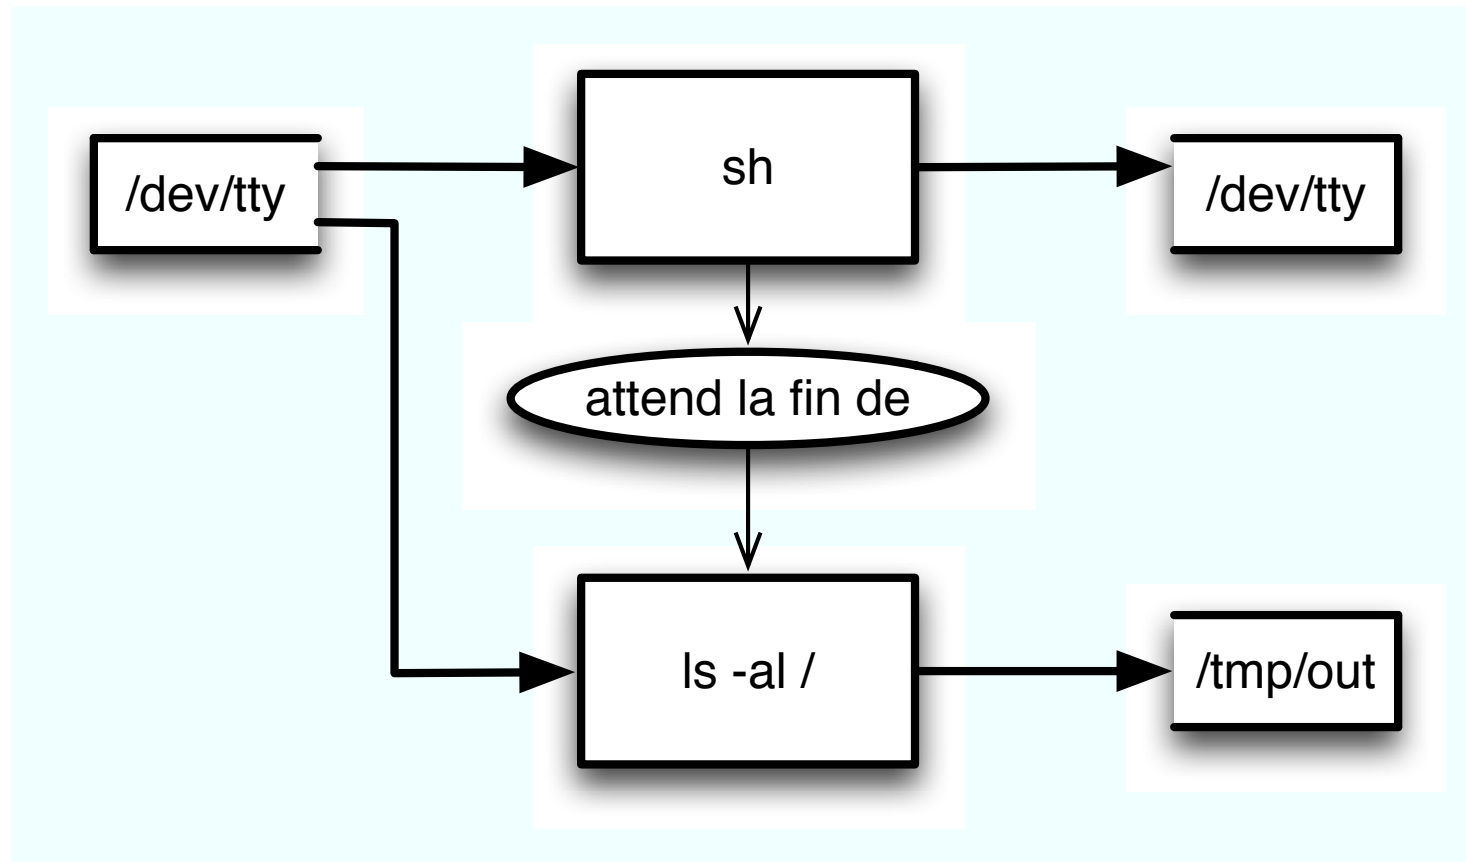 /dev/tty
sh
/dev/tty
attend la fin de
ls -al /
/tmp/out